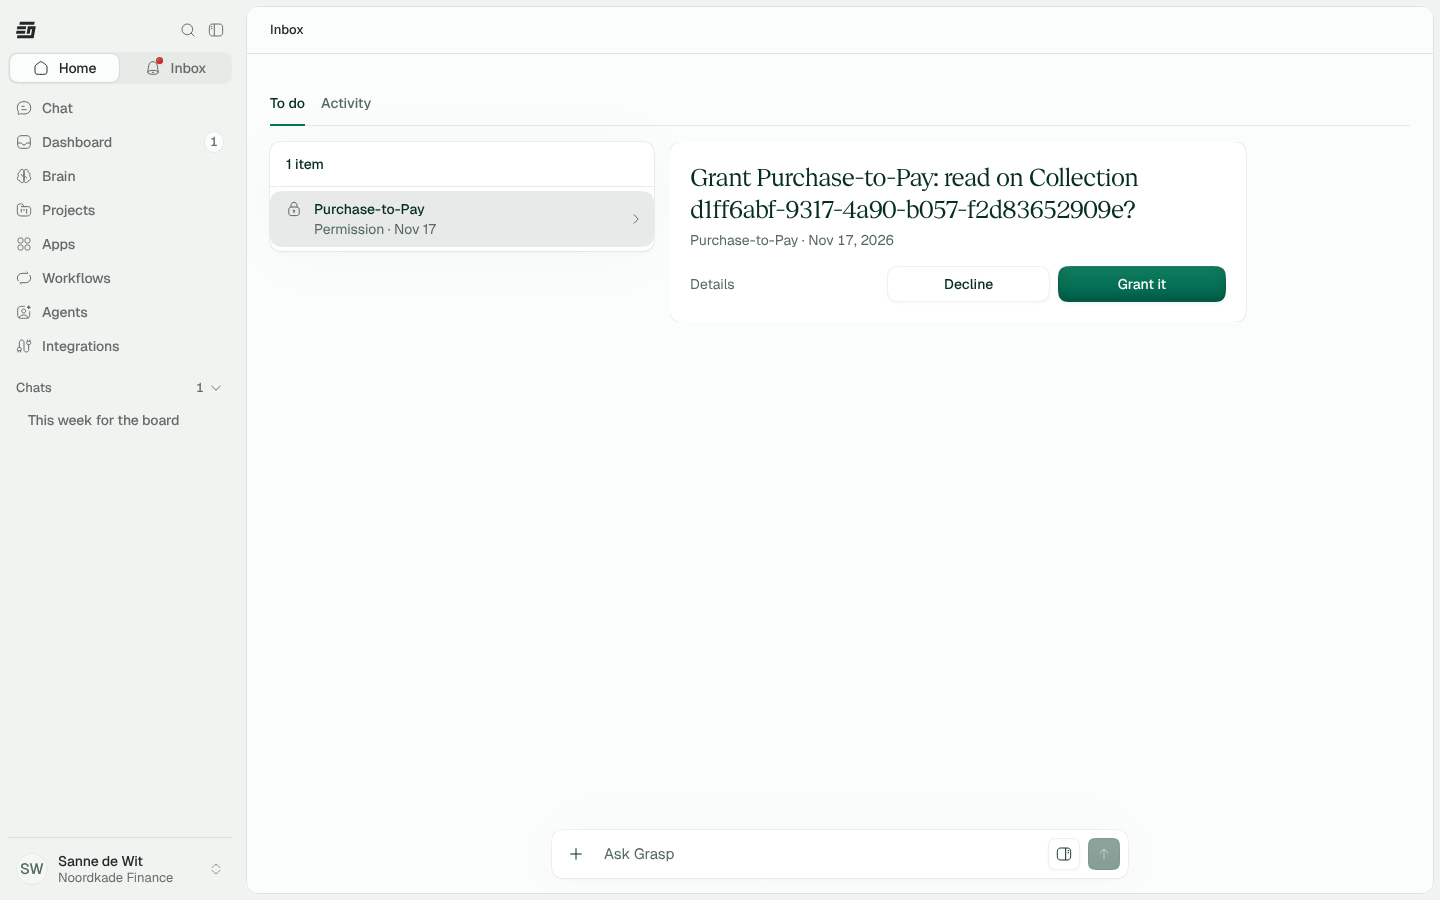 Inbox
Home
Inbox
Chat
Dashboard
1
Brain
Projects
Apps
Workflows
Agents
Integrations
Chats
1
This week for the board
To do
Activity
1 item
Purchase-to-Pay
Permission · Nov 17
Grant Purchase-to-Pay: read on Collection
d1ff6abf-9317-4a90-b057-f2d83652909e?
Purchase-to-Pay · Nov 17, 2026
Details
Decline
Grant it
Ask Grasp
SW
Sanne de Wit
Noordkade Finance